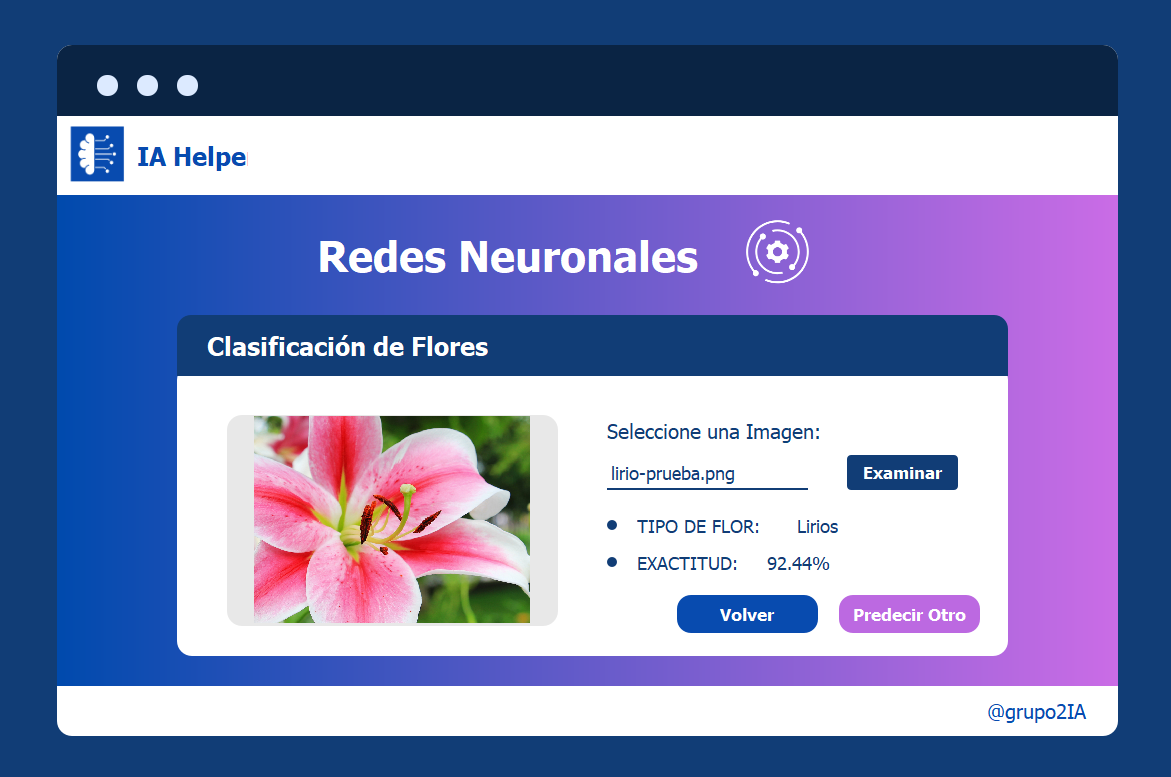 IA Helpe
Redes Neuronales
Clasificación de Flores
Seleccione una Imagen:
lirio-prueba.png
Examinar
TIPO DE FLOR: Lirios
EXACTITUD: 92.44%
Volver
Predecir Otro
@grupo2IA